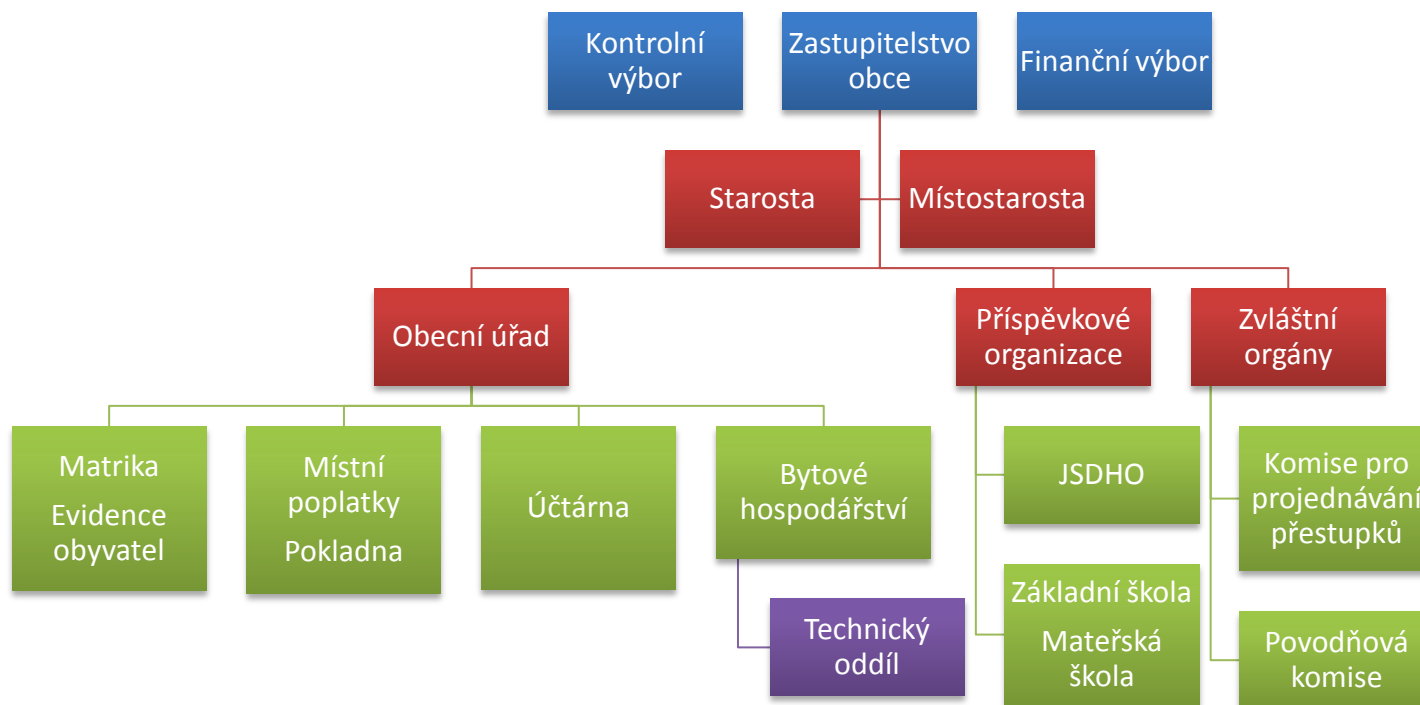 Kontrolní
výbor
Zastupitelstvo
obce
Finanční výbor
Starosta
Místostarosta
Obecní úřad
Příspěvkové
organizace
Zvláštní
orgány
Matrika
Evidence
obyvatel
Místní
poplatky
Pokladna
Účtárna
Bytové
hospodářství
Technický
oddíl
JSDHO
Základní škola
Mateřská
škola
Komise pro
projednávání
přestupků
Povodňová
komise